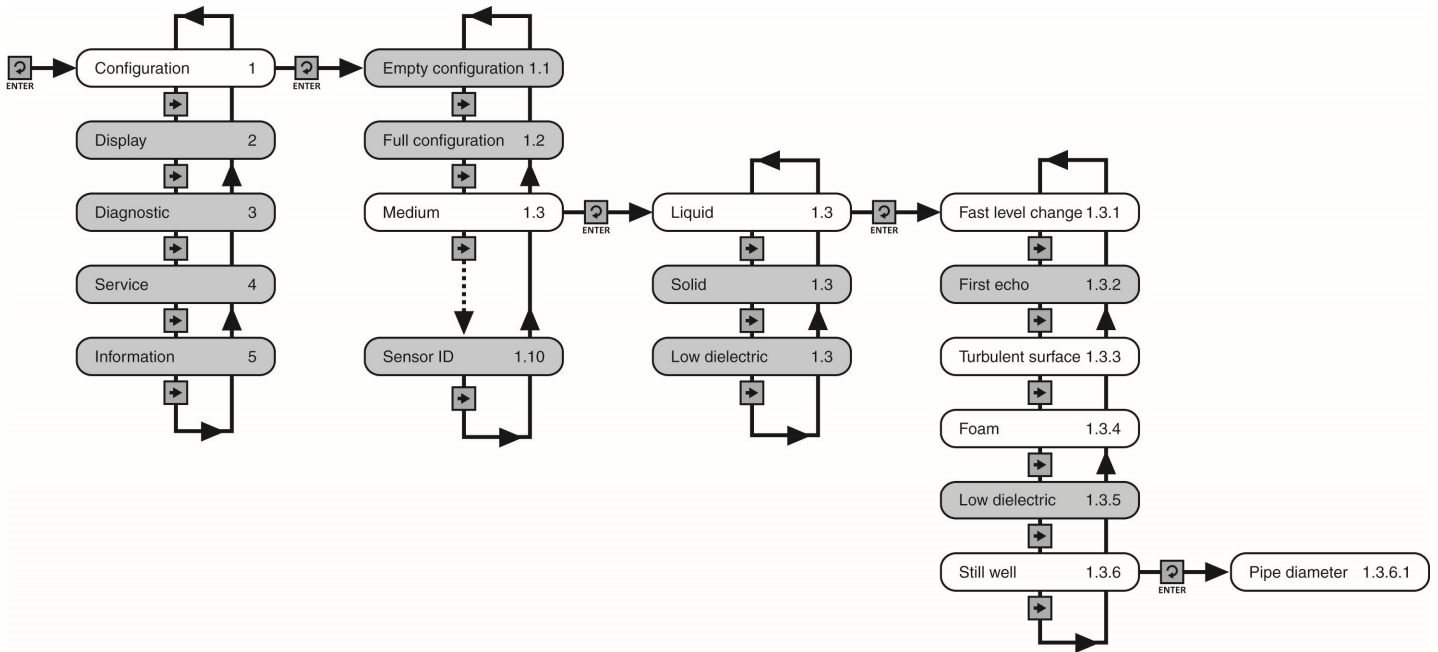 ENTER
Configuration 1
ENTER
Empty configuration 1.1
Display 2
Full configuration 1.2
Diagnostic 3
Medium 1.3
ENTER
Liquid 1.3
ENTER
Fast level change 1.3.1
Service 4
Solid 1.3
First echo 1.3.2
Information 5
Sensor ID 1.10
Low dielectric 1.3
Turbulent surface 1.3.3
Foam 1.3.4
Low dielectric 1.3.5
Still well 1.3.6
ENTER
Pipe diameter 1.3.6.1